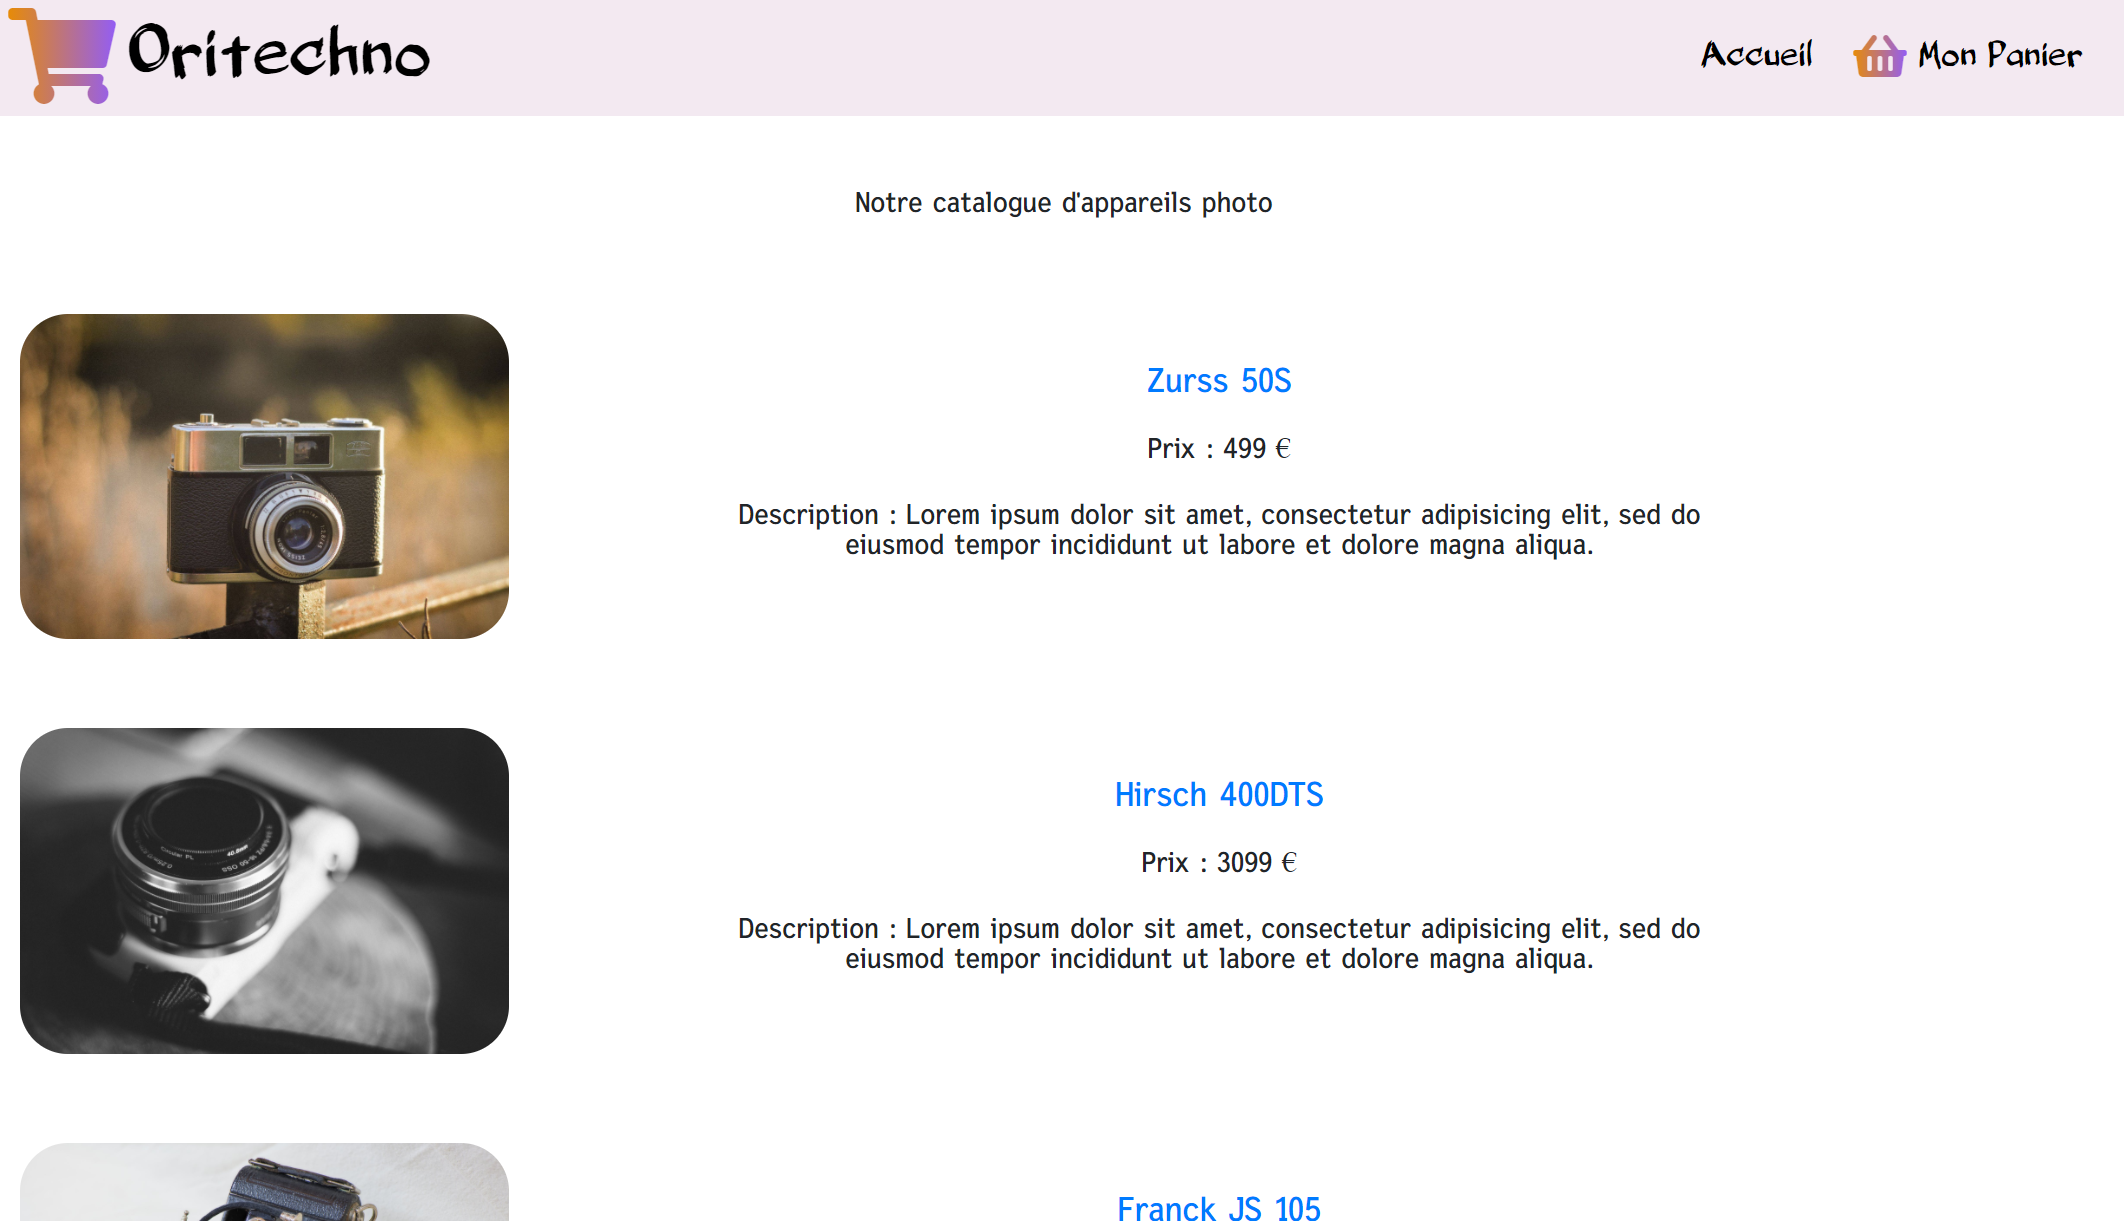 Oritechno
Accueil
Mon Panier
Notre catalogue d'appareils photo
Zurss 50S
Prix : 499 €
Description : Lorem ipsum dolor sit amet, consectetur adipisicing elit, sed do
eiusmod tempor incididunt ut labore et dolore magna aliqua.
Hirsch 400DTS
Prix : 3099 €
Description : Lorem ipsum dolor sit amet, consectetur adipisicing elit, sed do
eiusmod tempor incididunt ut labore et dolore magna aliqua.
Franck JS 105